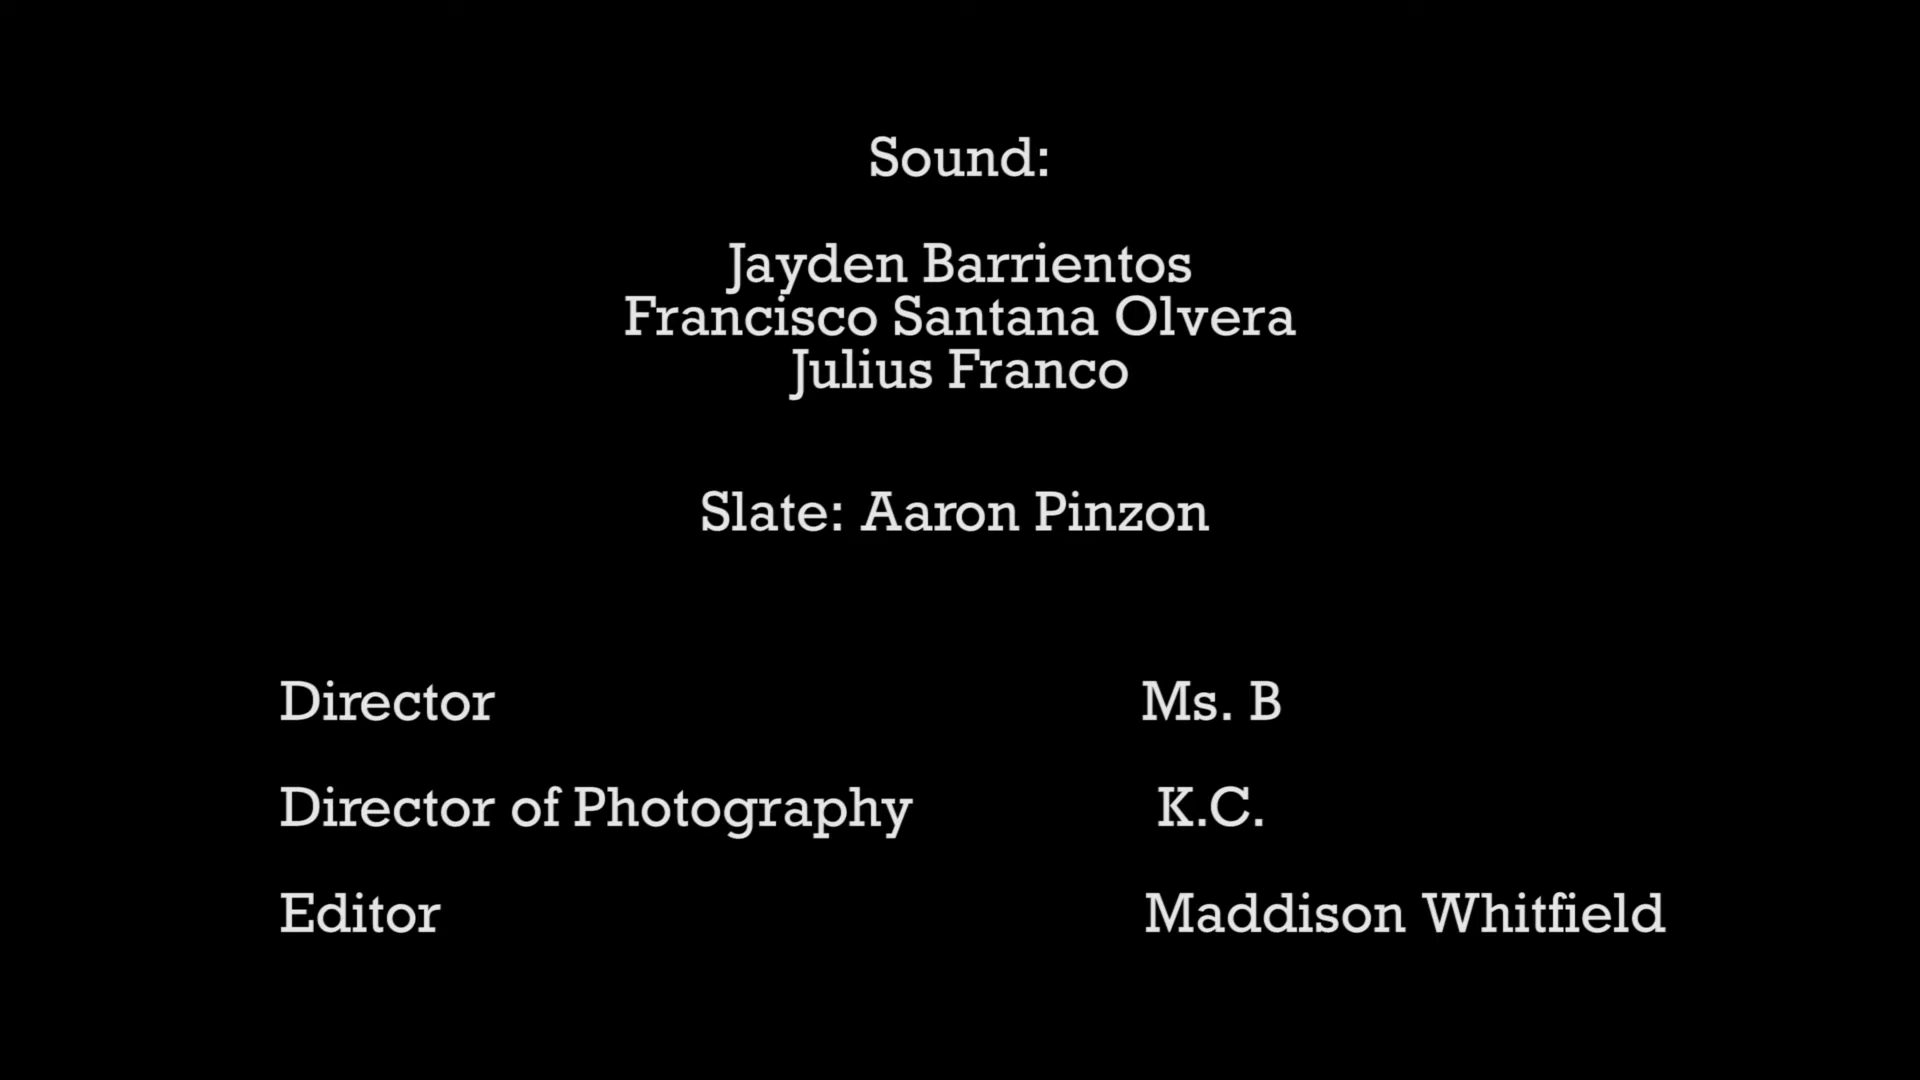 Sound:
Jayden Barrientos
Francisco Santana Olvera
Julius Franco
Slate: Aaron Pinzon
Director Ms. B
Director of Photography K.C.
Editor Maddison Whitfield